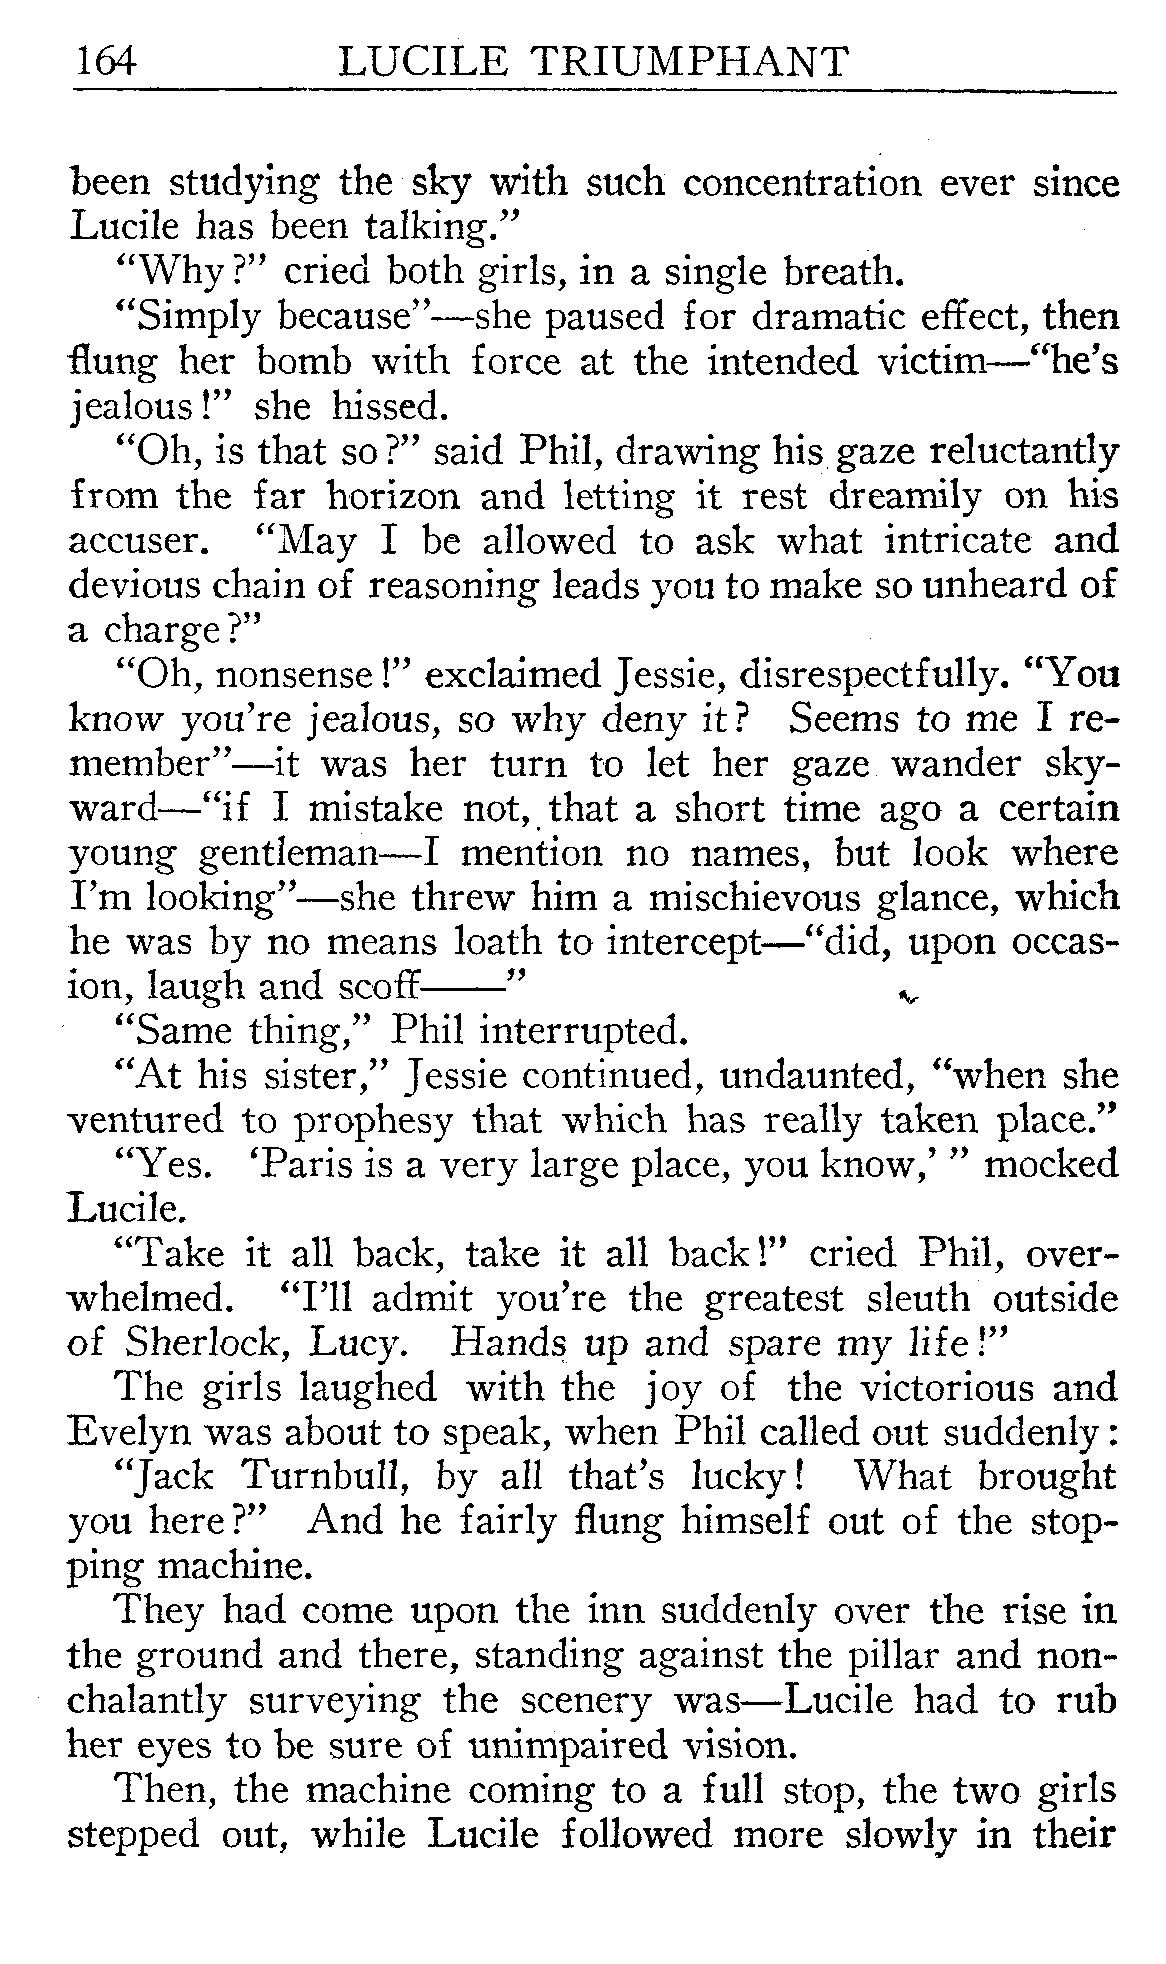 164 LUCILE TRIUMPHANT
been studying the sky with such concentration ever since
Lucile has been talking.”
“Why?” cried both girls, in a single breath.
“Simply because”—she paused for dramatic effect, then
flung her bomb with force at the intended victim—“he’s
jealous!” she hissed.
“Oh, is that so?” said Phil, drawing his gaze reluctantly
from the far horizon and letting it rest dreamily on his
accuser. “May I be allowed to ask what intricate and
devious chain of reasoning leads you to make so unheard of
a charge?”
“Oh, nonsense!” exclaimed Jessie, disrespectfully. “You
know you’re jealous, so why deny it? Seems to me I re-
member”—it was her turn to let her gaze wander sky-
ward—“if I mistake not, that a short time ago a certain
young gentleman—I mention no names, but look where
I’m looking”—she threw him a mischievous glance, which
he was by no means loath to intercept—“did, upon occas-
ion, laugh and scoff——”
“Same thing,” Phil interrupted.
“At his sister,” Jessie continued, undaunted, “when she
ventured to prophesy that which has really taken place.”
“Yes. ‘Paris is a very large place, you know,’ ” mocked
Lucile.
“Take it all back, take it all back!” cried Phil, over-
whelmed. “I’ll admit you’re the greatest sleuth outside
of Sherlock, Lucy. Hands up and spare my life!”
The girls laughed with the joy of the victorious and
Evelyn was about to speak, when Phil called out suddenly:
“Jack Turnbull, by all that’s lucky! What brought
you here?” And he fairly flung himself out of the stop-
ping machine.
They had come upon the inn suddenly over the rise in
the ground and there, standing against the pillar and non-
chalantly surveying the scenery was—Lucile had to rub
her eyes to be sure of unimpaired vision.
Then, the machine coming to a full stop, the two girls
stepped out, while Lucile followed more slowly in their